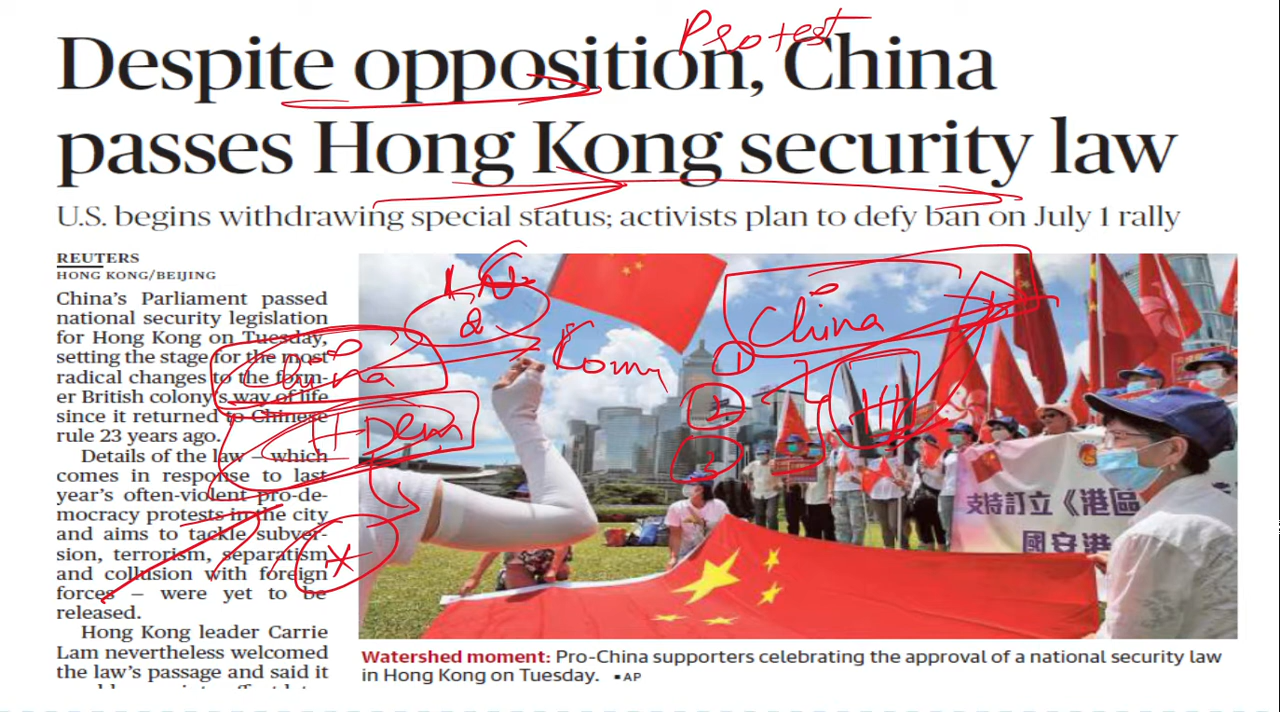 Protest
Despite opposition, China
passes Hong Kong security law
U.S. begins withdrawing special status; activists plan to defy ban on July 1 rally
REUTERS
HONG KONG/BEIJING
China's Parliament passed
national security legislation
for Hong Kong on Tuesday,
setting the stage for the most
radical changes to the form-
er British colony's way of life
since it returned to Chinese
rule 23 years ago.
Details of the law – which
comes in response to last
year's often-violent pro-de-
mocracy protests in the city
and aims to tackle subver-
sion, terrorism, separatism
and collusion with foreign
forces – were yet to be
released.
Hong Kong leader Carrie
Lam nevertheless welcomed
the law's passage and said it
China
China
1
2
支持訂立《港區
國安港
Watershed moment: Pro-China supporters celebrating the approval of a national security law
in Hong Kong on Tuesday. ▪AP